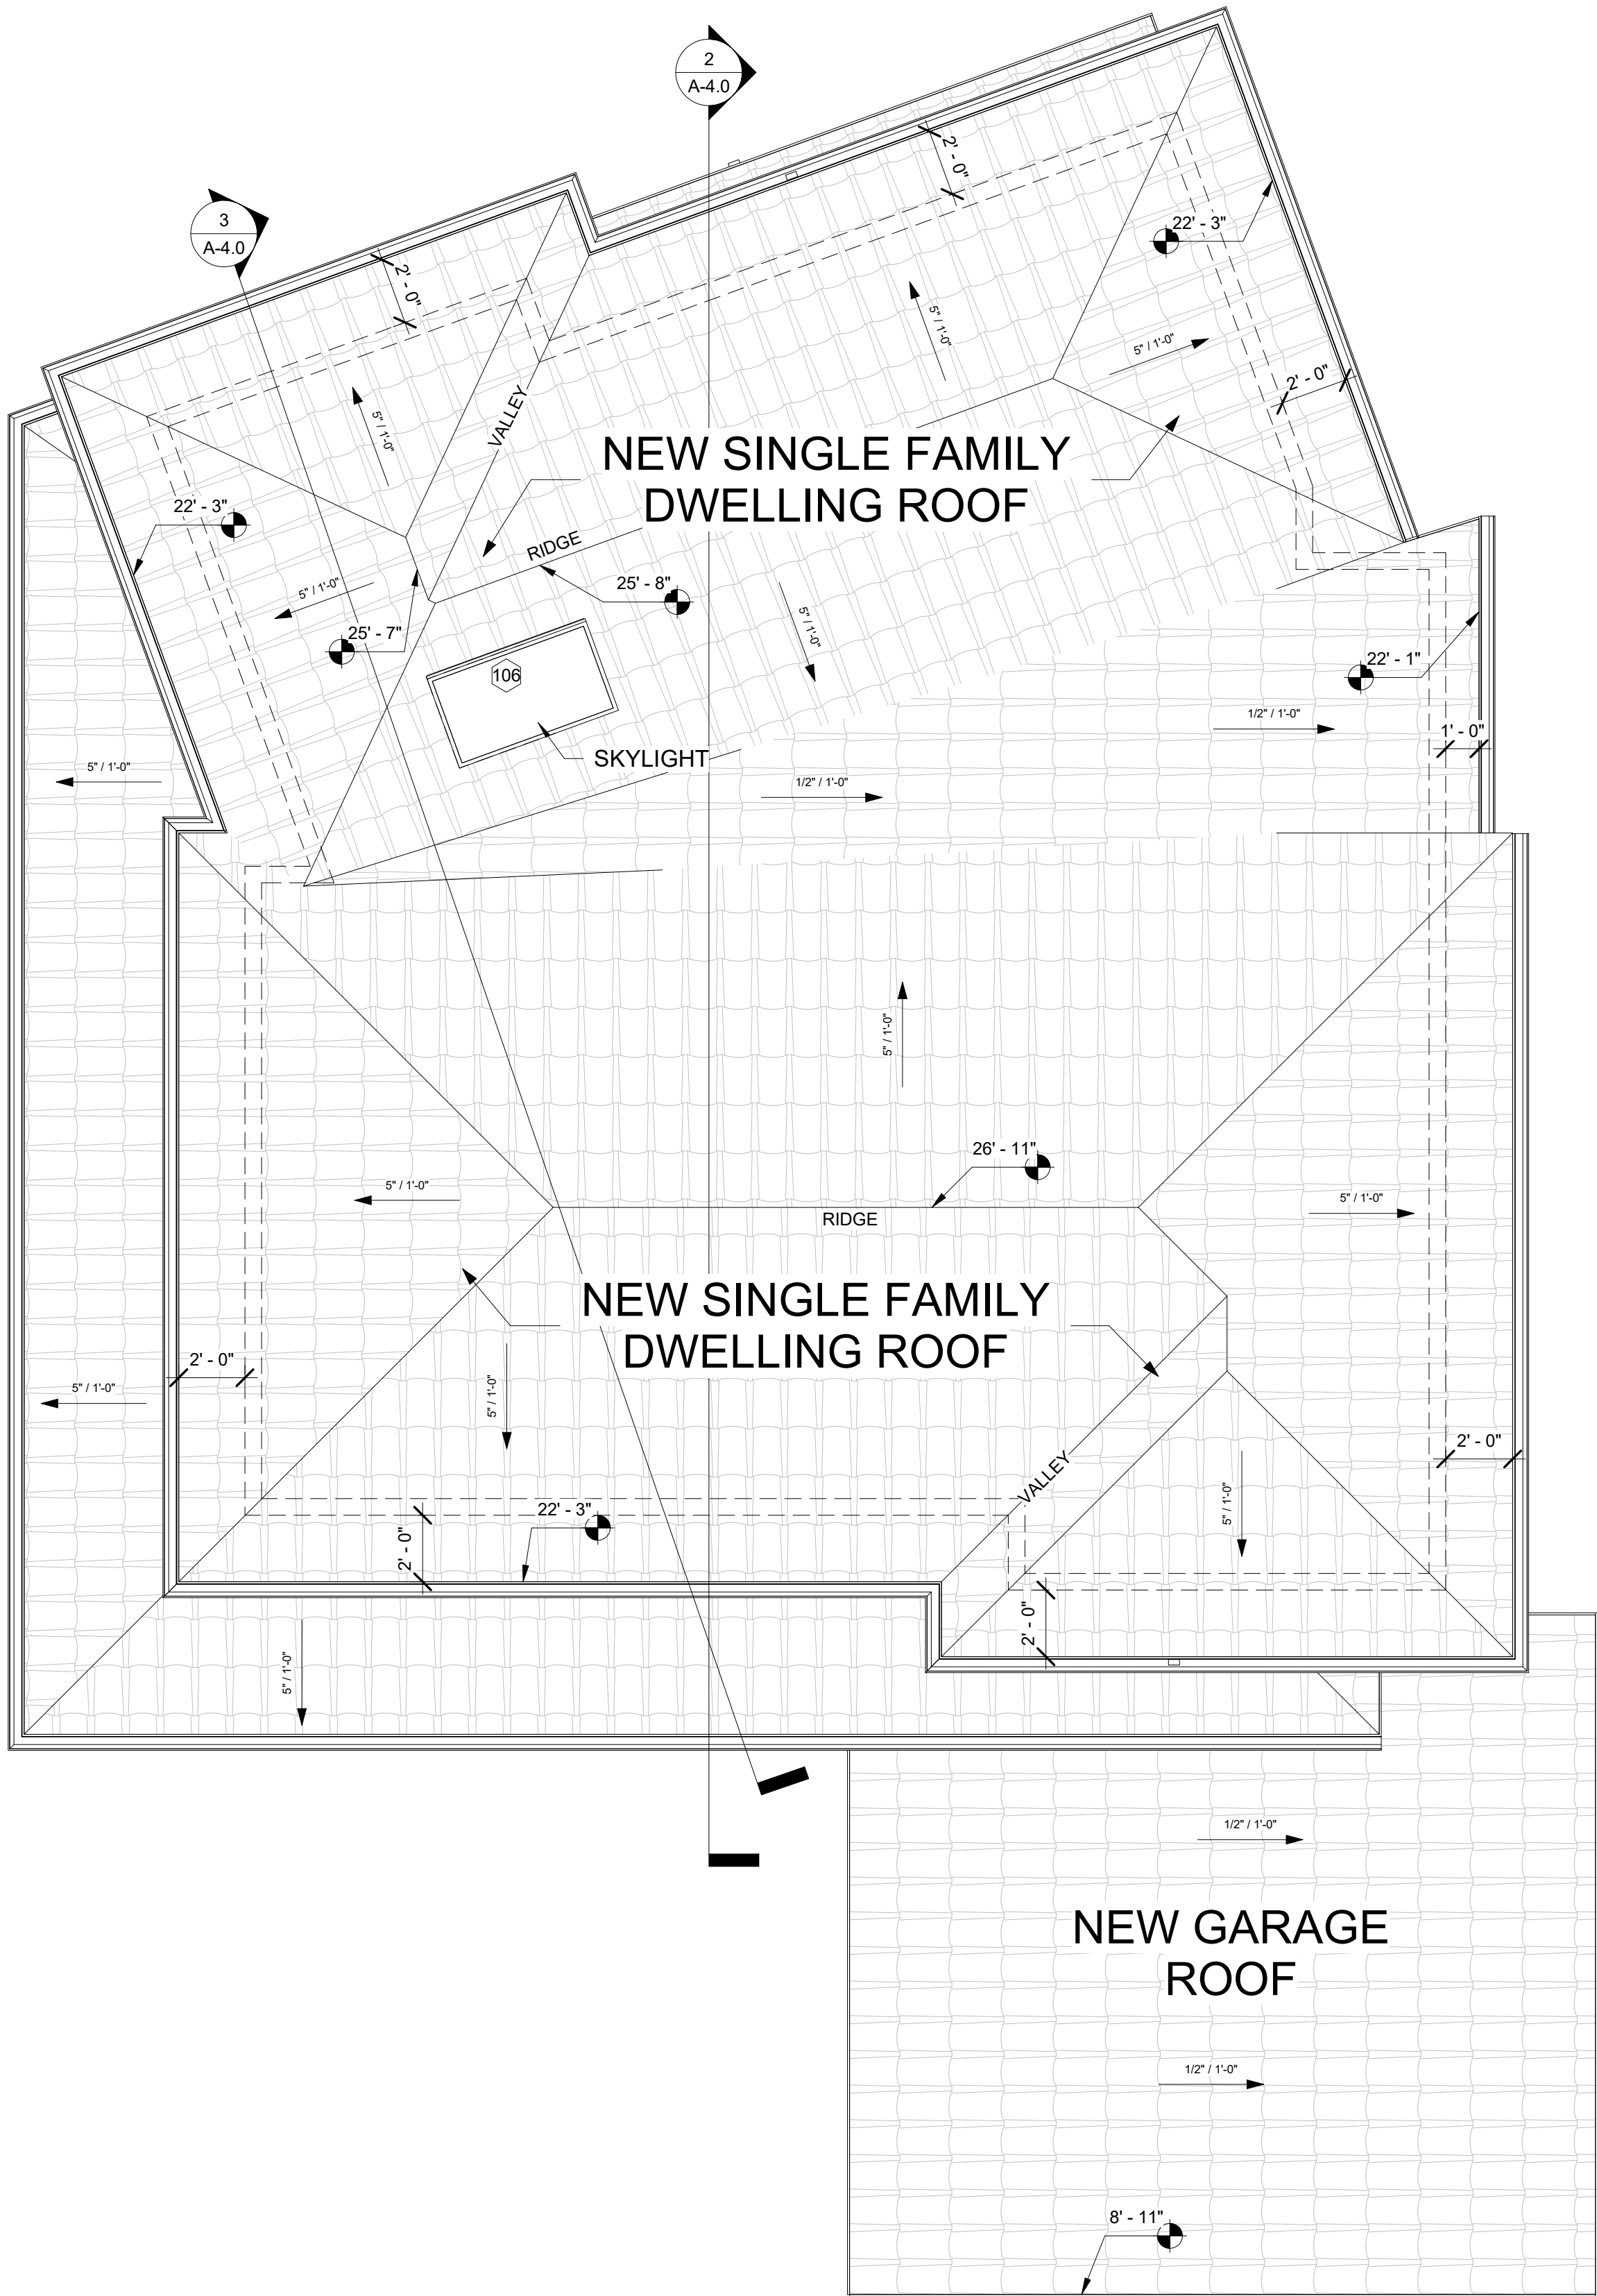 2
A-4.0
2' - 0"
3
A-4.0
22' - 3"
2' - 0"
5" / 1'-0"
5" / 1'-0"
2' - 0"
5" / 1'-0"
VALLEY
NEW SINGLE FAMILY
DWELLING ROOF
22' - 3"
RIDGE
25' - 8"
5" / 1'-0"
5" / 1'-0"
25' - 7"
106
22' - 1"
1/2" / 1'-0"
1' - 0"
SKYLIGHT
5" / 1'-0"
1/2" / 1'-0"
5" / 1'-0"
26' - 11"
5" / 1'-0"
5" / 1'-0"
RIDGE
NEW SINGLE FAMILY
DWELLING ROOF
2' - 0"
5" / 1'-0"
5" / 1'-0"
2' - 0"
VALLEY
5" / 1'-0"
22' - 3"
2' - 0"
2' - 0"
5" / 1'-0"
1/2" / 1'-0"
NEW GARAGE
ROOF
1/2" / 1'-0"
8' - 11"